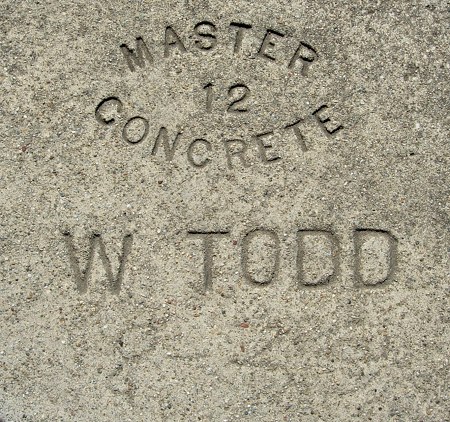 MASTER
12
CONCRETE
W TODD